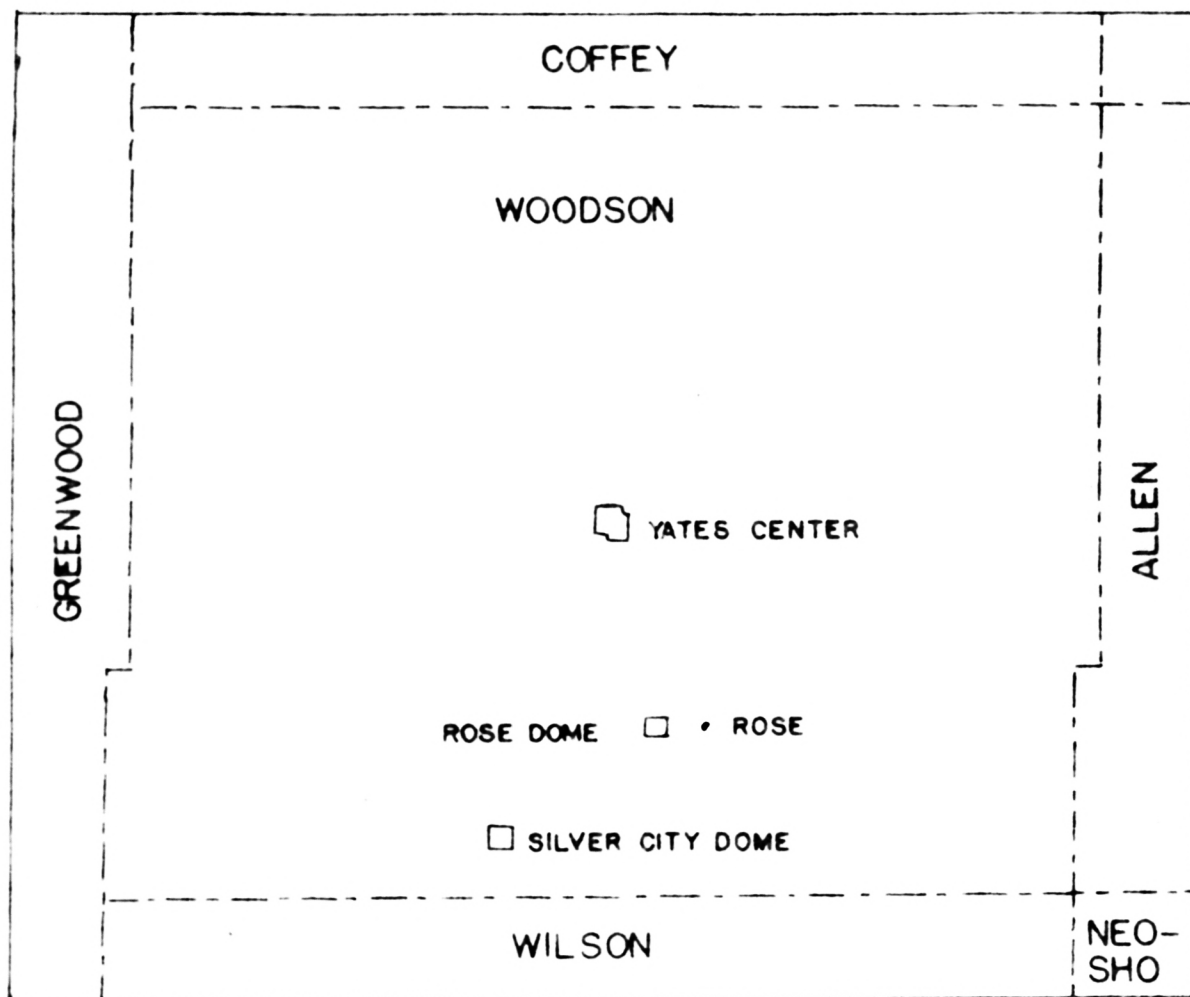 COFFEY
WOODSON
GREENWOOD
ALLEN
YATES CENTER
ROSE DOME
ROSE
SILVER CITY DOME
WILSON
NEO-
SHO